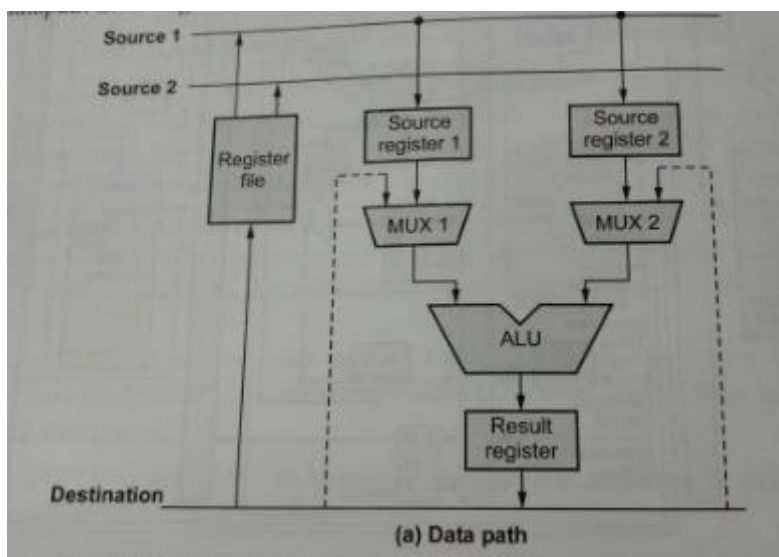 Source 1
Source 2
Register
file
Source
register 1
Source
register 2
MUX 1
MUX 2
ALU
Result
register
Destination
(a) Data path